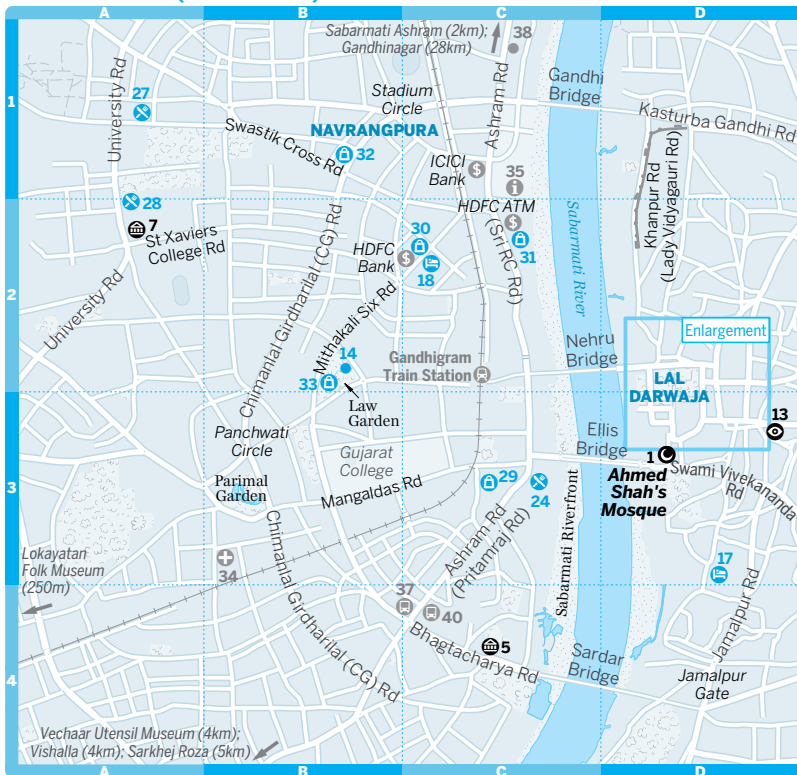 A
B
C
D
Sabarmati Ashram (2km);
Gandhinagar (28km)
38
27
University Rd
Stadium
Circle
Ashram Rd
Gandhi
Bridge
1
NAVRANGPURA
Kasturba Gandhi Rd
Swastik Cross Rd
32
ICICI
Bank
35
Khanpur Rd
(Lady Vidyagauri Rd)
28
7
St Xaviers
College Rd
HDFC ATM
(Sri RC Rd)
Sabarmati River
30
31
HDFC
Bank
18
2
University Rd
Chimanlal Girdharilal (CG) Rd
Mithakali Six Rd
Enlargement
14
Gandhigram
Train Station
Nehru
Bridge
LAL
DARWAJA
33
Law
Garden
13
Panchwati
Circle
Gujarat
College
Ellis
Bridge
1
Ahmed
Shah's
Mosque
Swami Vivekananda
Rd
3
Parimal
Garden
Mangaldas Rd
29
24
Sabarmati Riverfront
Ashram Rd
(Pritamraj Rd)
Lokayatan
Folk Museum
(250m)
34
Chimanlal Girdharilal (CG) Rd
17
Jamalpur Rd
37
40
5
Bhagtacharya Rd
Sardar
Bridge
Jamalpur
Gate
4
Vechaar Utensil Museum (4km);
Vishalla (4km); Sarkhej Roza (5km)
A
B
C
D